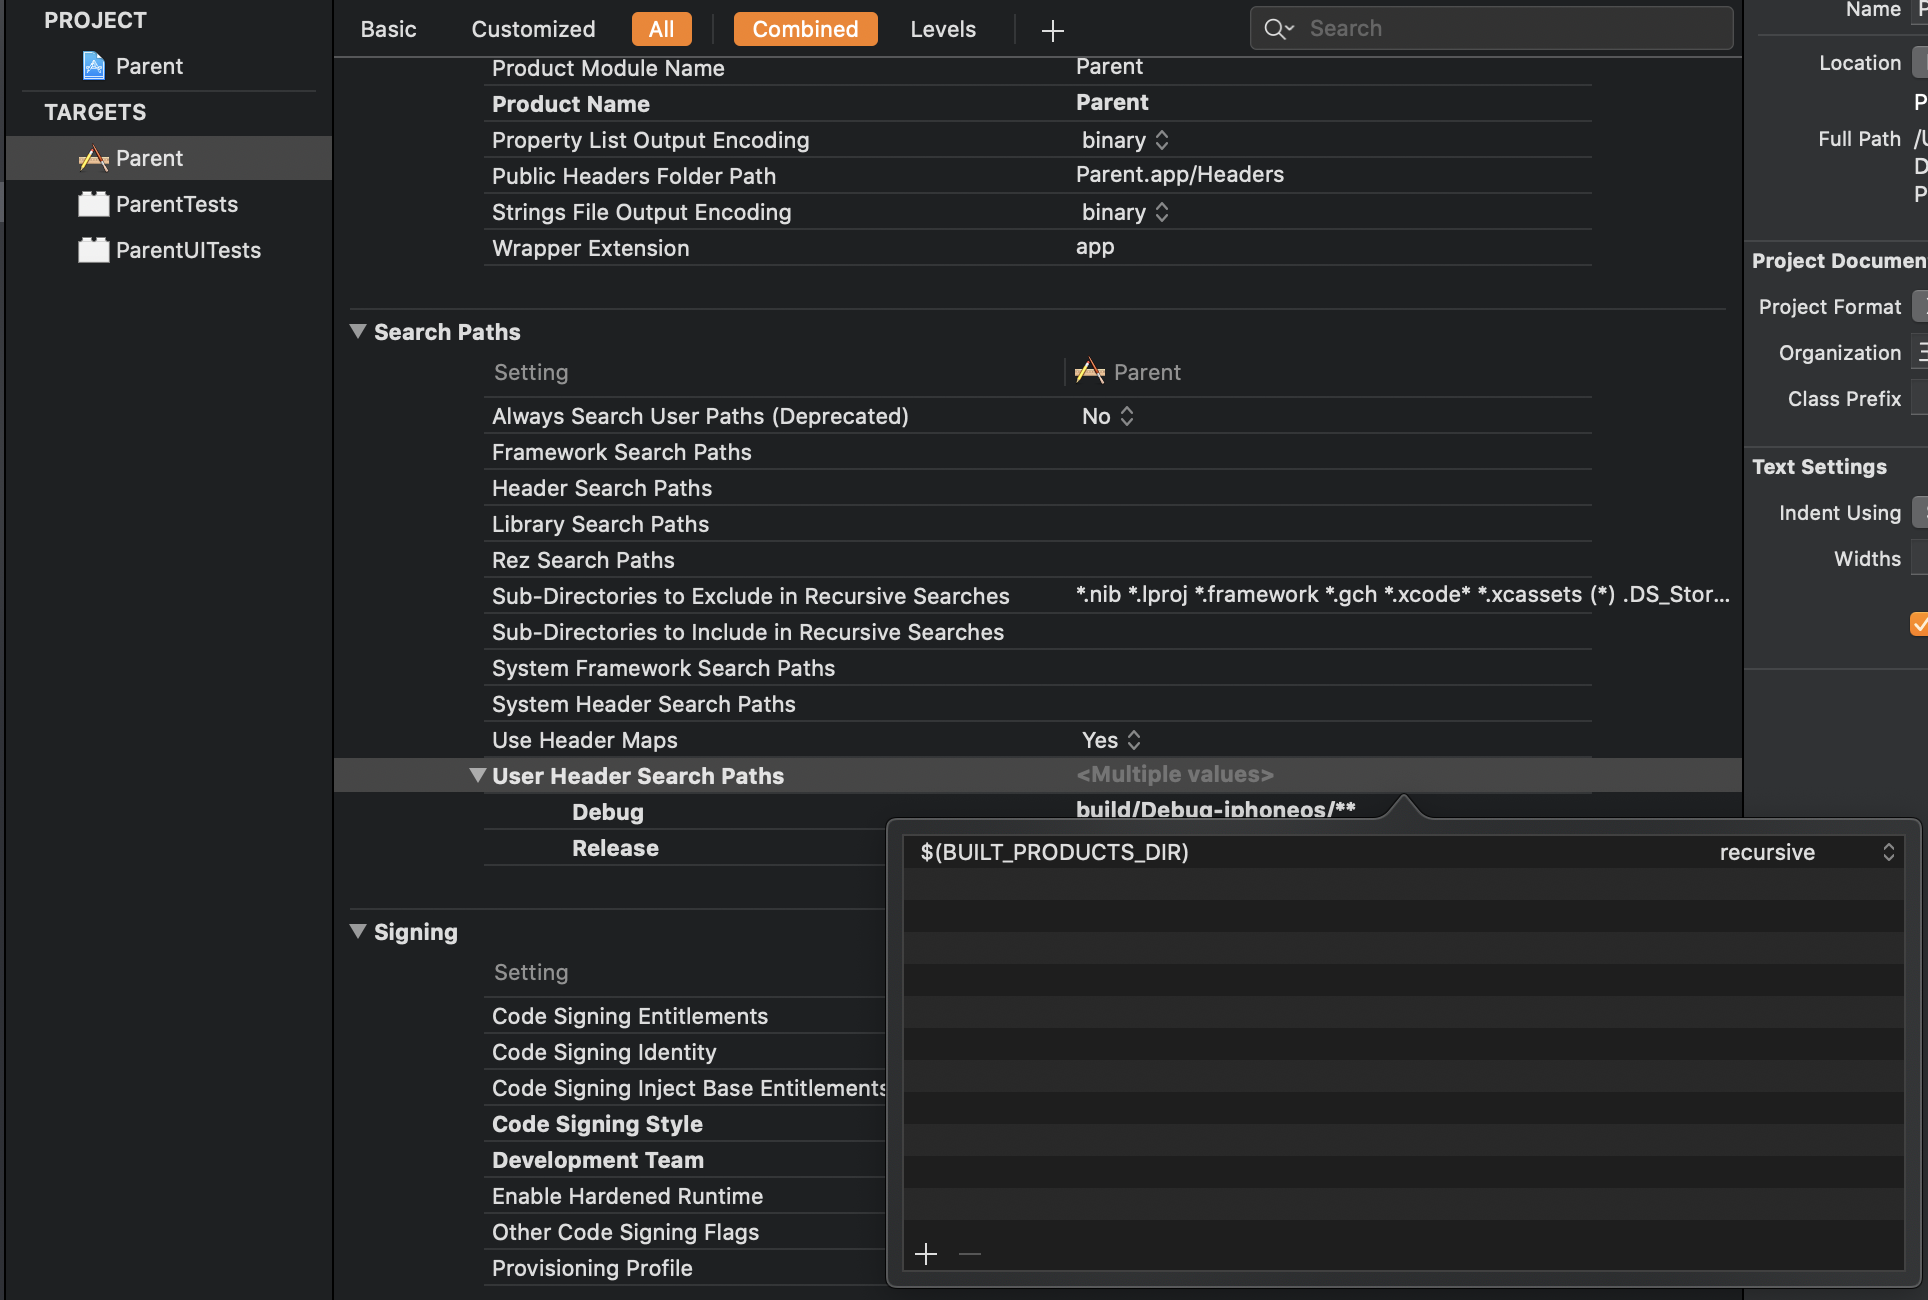 PROJECT
Parent
TARGETS
Parent
ParentTests
ParentUITests
Basic Customized All Combined Levels + Search
Product Module Name Parent
Product Name Parent
Property List Output Encoding binary
Public Headers Folder Path Parent.app/Headers
Strings File Output Encoding binary
Wrapper Extension app
Search Paths
Setting Parent
Always Search User Paths (Deprecated) No
Framework Search Paths
Header Search Paths
Library Search Paths
Rez Search Paths
Sub-Directories to Exclude in Recursive Searches *.nib *.lproj *.framework *.gch *.xcode* *.xcassets (*) .DS_Stor...
Sub-Directories to Include in Recursive Searches
System Framework Search Paths
System Header Search Paths
Use Header Maps Yes
User Header Search Paths <Multiple values>
Debug build/Debug-iphoneos/**
Release
$(BUILT_PRODUCTS_DIR) recursive
Signing
Setting
Code Signing Entitlements
Code Signing Identity
Code Signing Inject Base Entitlements
Code Signing Style
Development Team
Enable Hardened Runtime
Other Code Signing Flags
Provisioning Profile
Name
Location
P
Full Path /U
D
P
Project Documen
Project Format
Organization
Class Prefix
Text Settings
Indent Using
Widths